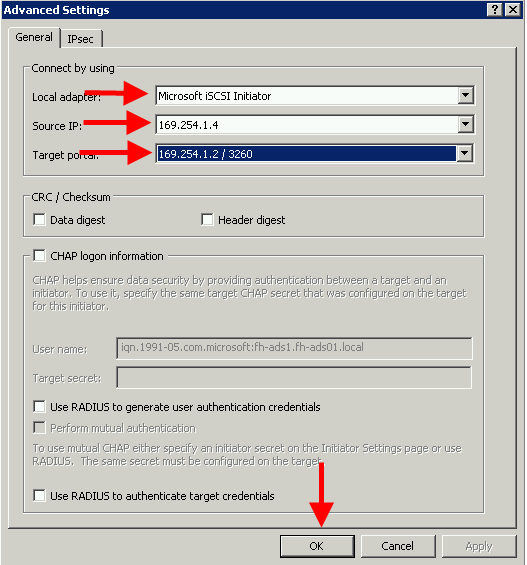 Advanced Settings
General
IPsec
Connect by using
Local adapter:
Microsoft iSCSI Initiator
Source IP:
169.254.1.4
Target portal:
169.254.1.2 / 3260
CRC / Checksum
Data digest
Header digest
CHAP logon information
CHAP helps ensure data security by providing authentication between a target and an
initiator. To use it, specify the same target CHAP secret that was configured on the target
for this initiator.
User name:
iqn.1991-05.com.microsoft:fh-ads1.fh-ads01.local
Target secret:
Use RADIUS to generate user authentication credentials
Perform mutual authentication
To use mutual CHAP either specify an initiator secret on the Initiator Settings page or use
RADIUS. The same secret must be configured on the target
Use RADIUS to authenticate target credentials
OK
Cancel
Apply